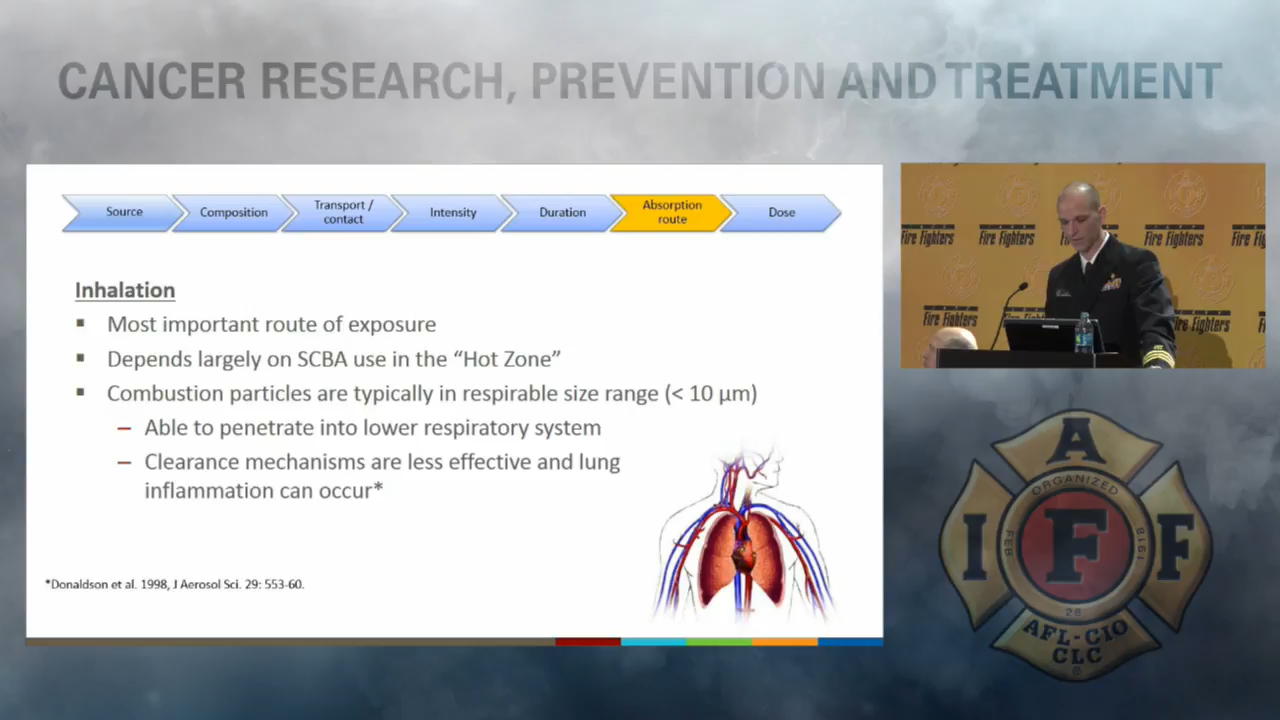 CANCER RESEARCH, PREVENTION AND TREATMENT
Source
Composition
Transport /
contact
Intensity
Duration
Absorption
route
Dose
Inhalation
▪ Most important route of exposure
▪ Depends largely on SCBA use in the “Hot Zone”
▪ Combustion particles are typically in respirable size range (< 10 µm)
– Able to penetrate into lower respiratory system
– Clearance mechanisms are less effective and lung
inflammation can occur*
*Donaldson et al. 1998, J Aerosol Sci. 29: 553-60.
Fire Fighters
Fire Fighters
Fire Fighters
Fire Fi
Fire Fighters
Fire Fighters
A
ORGANIZED
I F F
FEB 28 1918
AFL-CIO
CLC